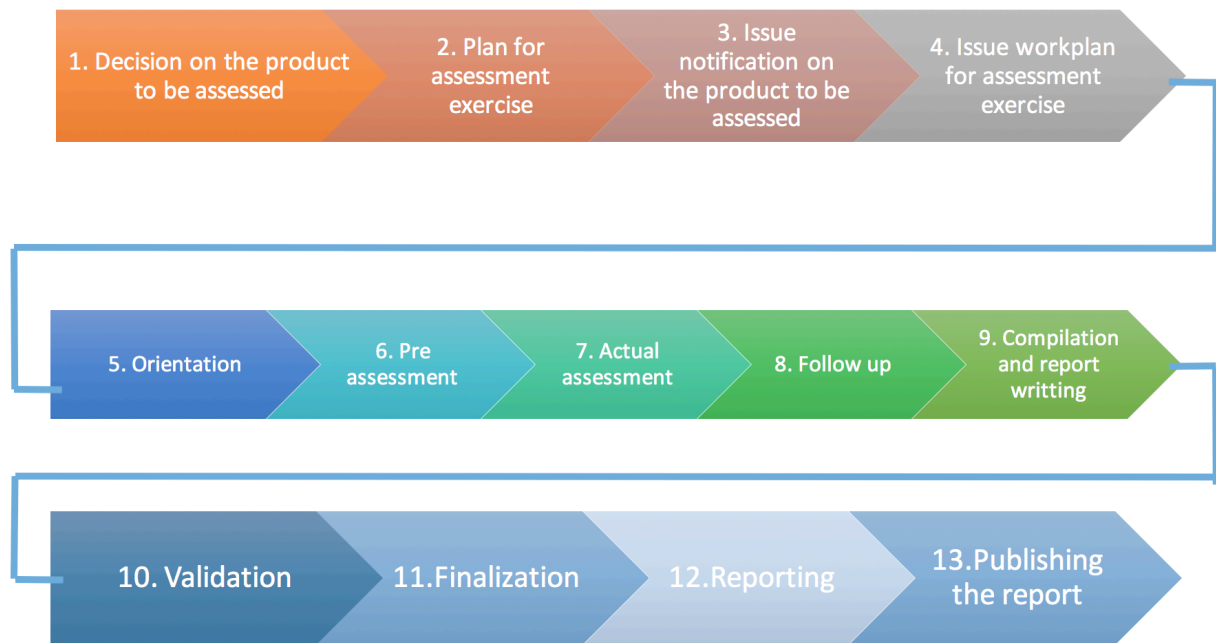 1. Decision on the product
to be assessed
2. Plan for
assessment
exercise
3. Issue
notification on
the product to be
assessed
4. Issue workplan
for assessment
exercise
5. Orientation
6. Pre
assessment
7. Actual
assessment
8. Follow up
9. Compilation
and report
writting
10. Validation
11.Finalization
12.Reporting
13.Publishing
the report